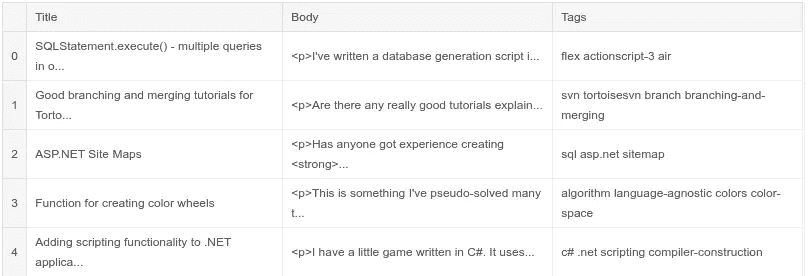 Title Body Tags
0 SQLStatement.execute() - multiple queries in o... <p>I've written a database generation script i... flex actionscript-3 air
1 Good branching and merging tutorials for Torto... <p>Are there any really good tutorials explain... svn tortoisesvn branch branching-and-merging
2 ASP.NET Site Maps <p>Has anyone got experience creating <strong>... sql asp.net sitemap
3 Function for creating color wheels <p>This is something I've pseudo-solved many t... algorithm language-agnostic colors color-space
4 Adding scripting functionality to .NET applica... <p>I have a little game written in C#. It uses... c# .net scripting compiler-construction